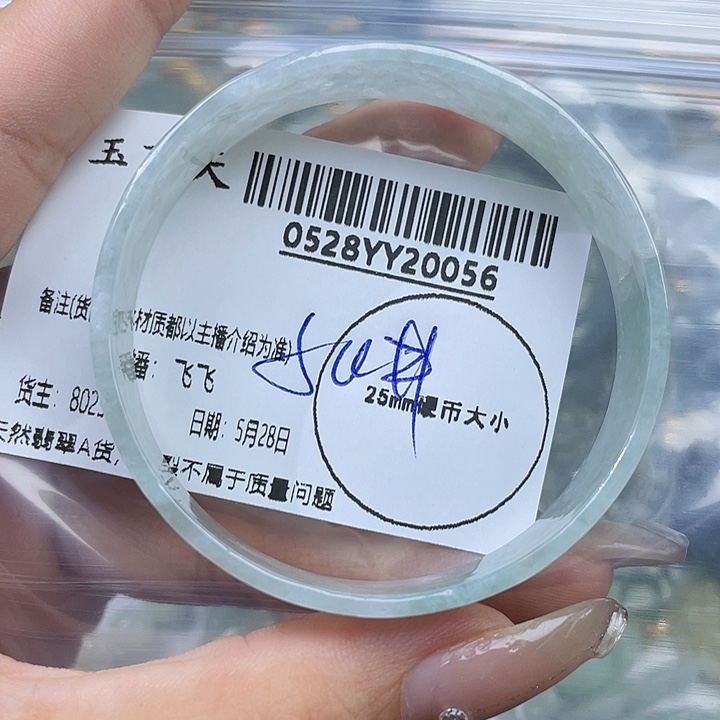 玉
0528YY20056
备注(货
材质都以主播介绍为准)
播: 飞飞
货主: 802
日期: 5月28日
25mm硬币大小
天然翡翠A货,
不属于质量问题